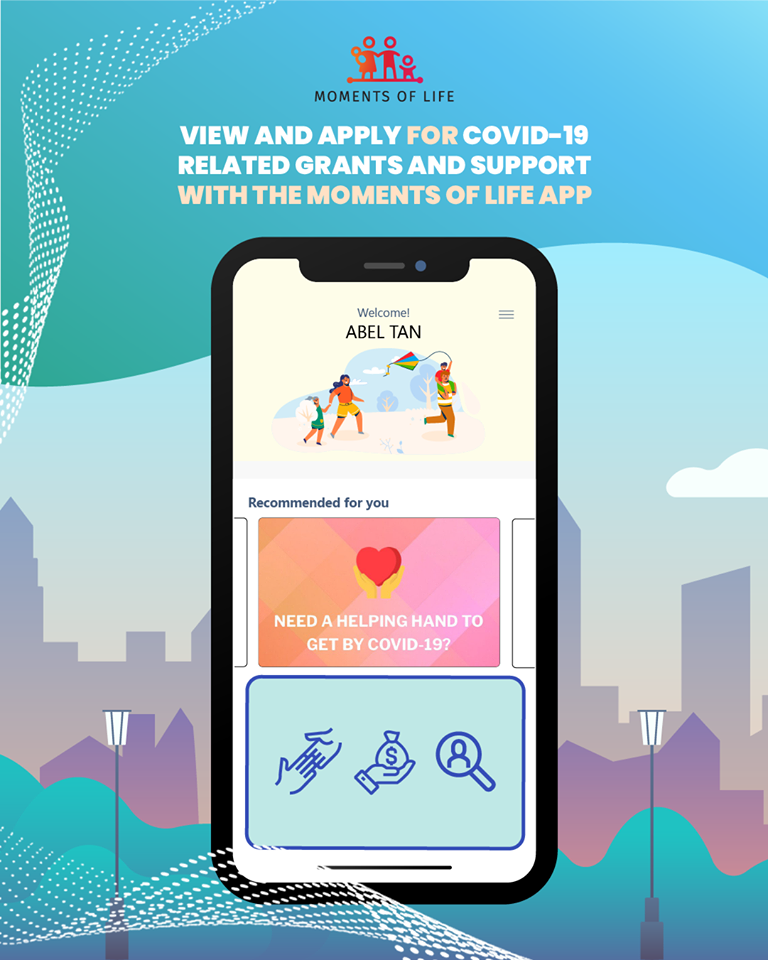 MOMENTS OF LIFE
VIEW AND APPLY FOR COVID-19
RELATED GRANTS AND SUPPORT
WITH THE MOMENTS OF LIFE APP
Welcome!
ABEL TAN
Recommended for you
NEED A HELPING HAND TO
GET BY COVID-19?
$